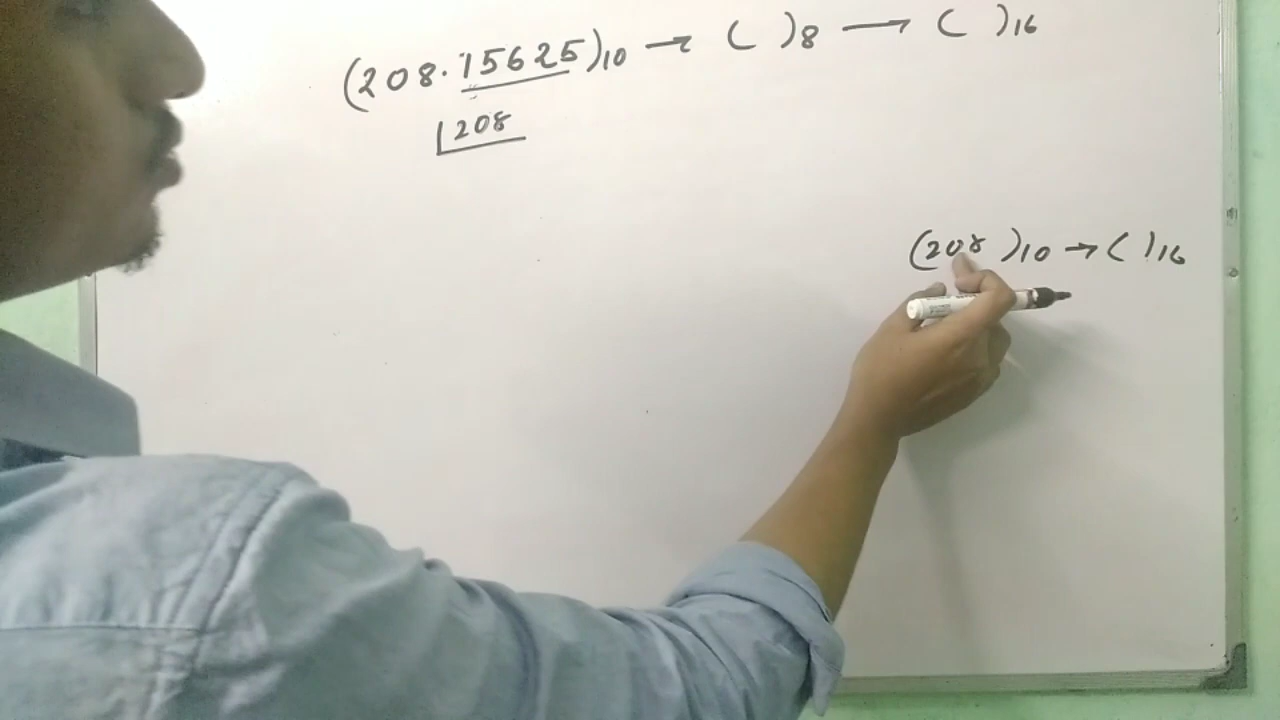 (208.15625)10 → ( )8 → ( )16
208
(208 )10 → ( )16